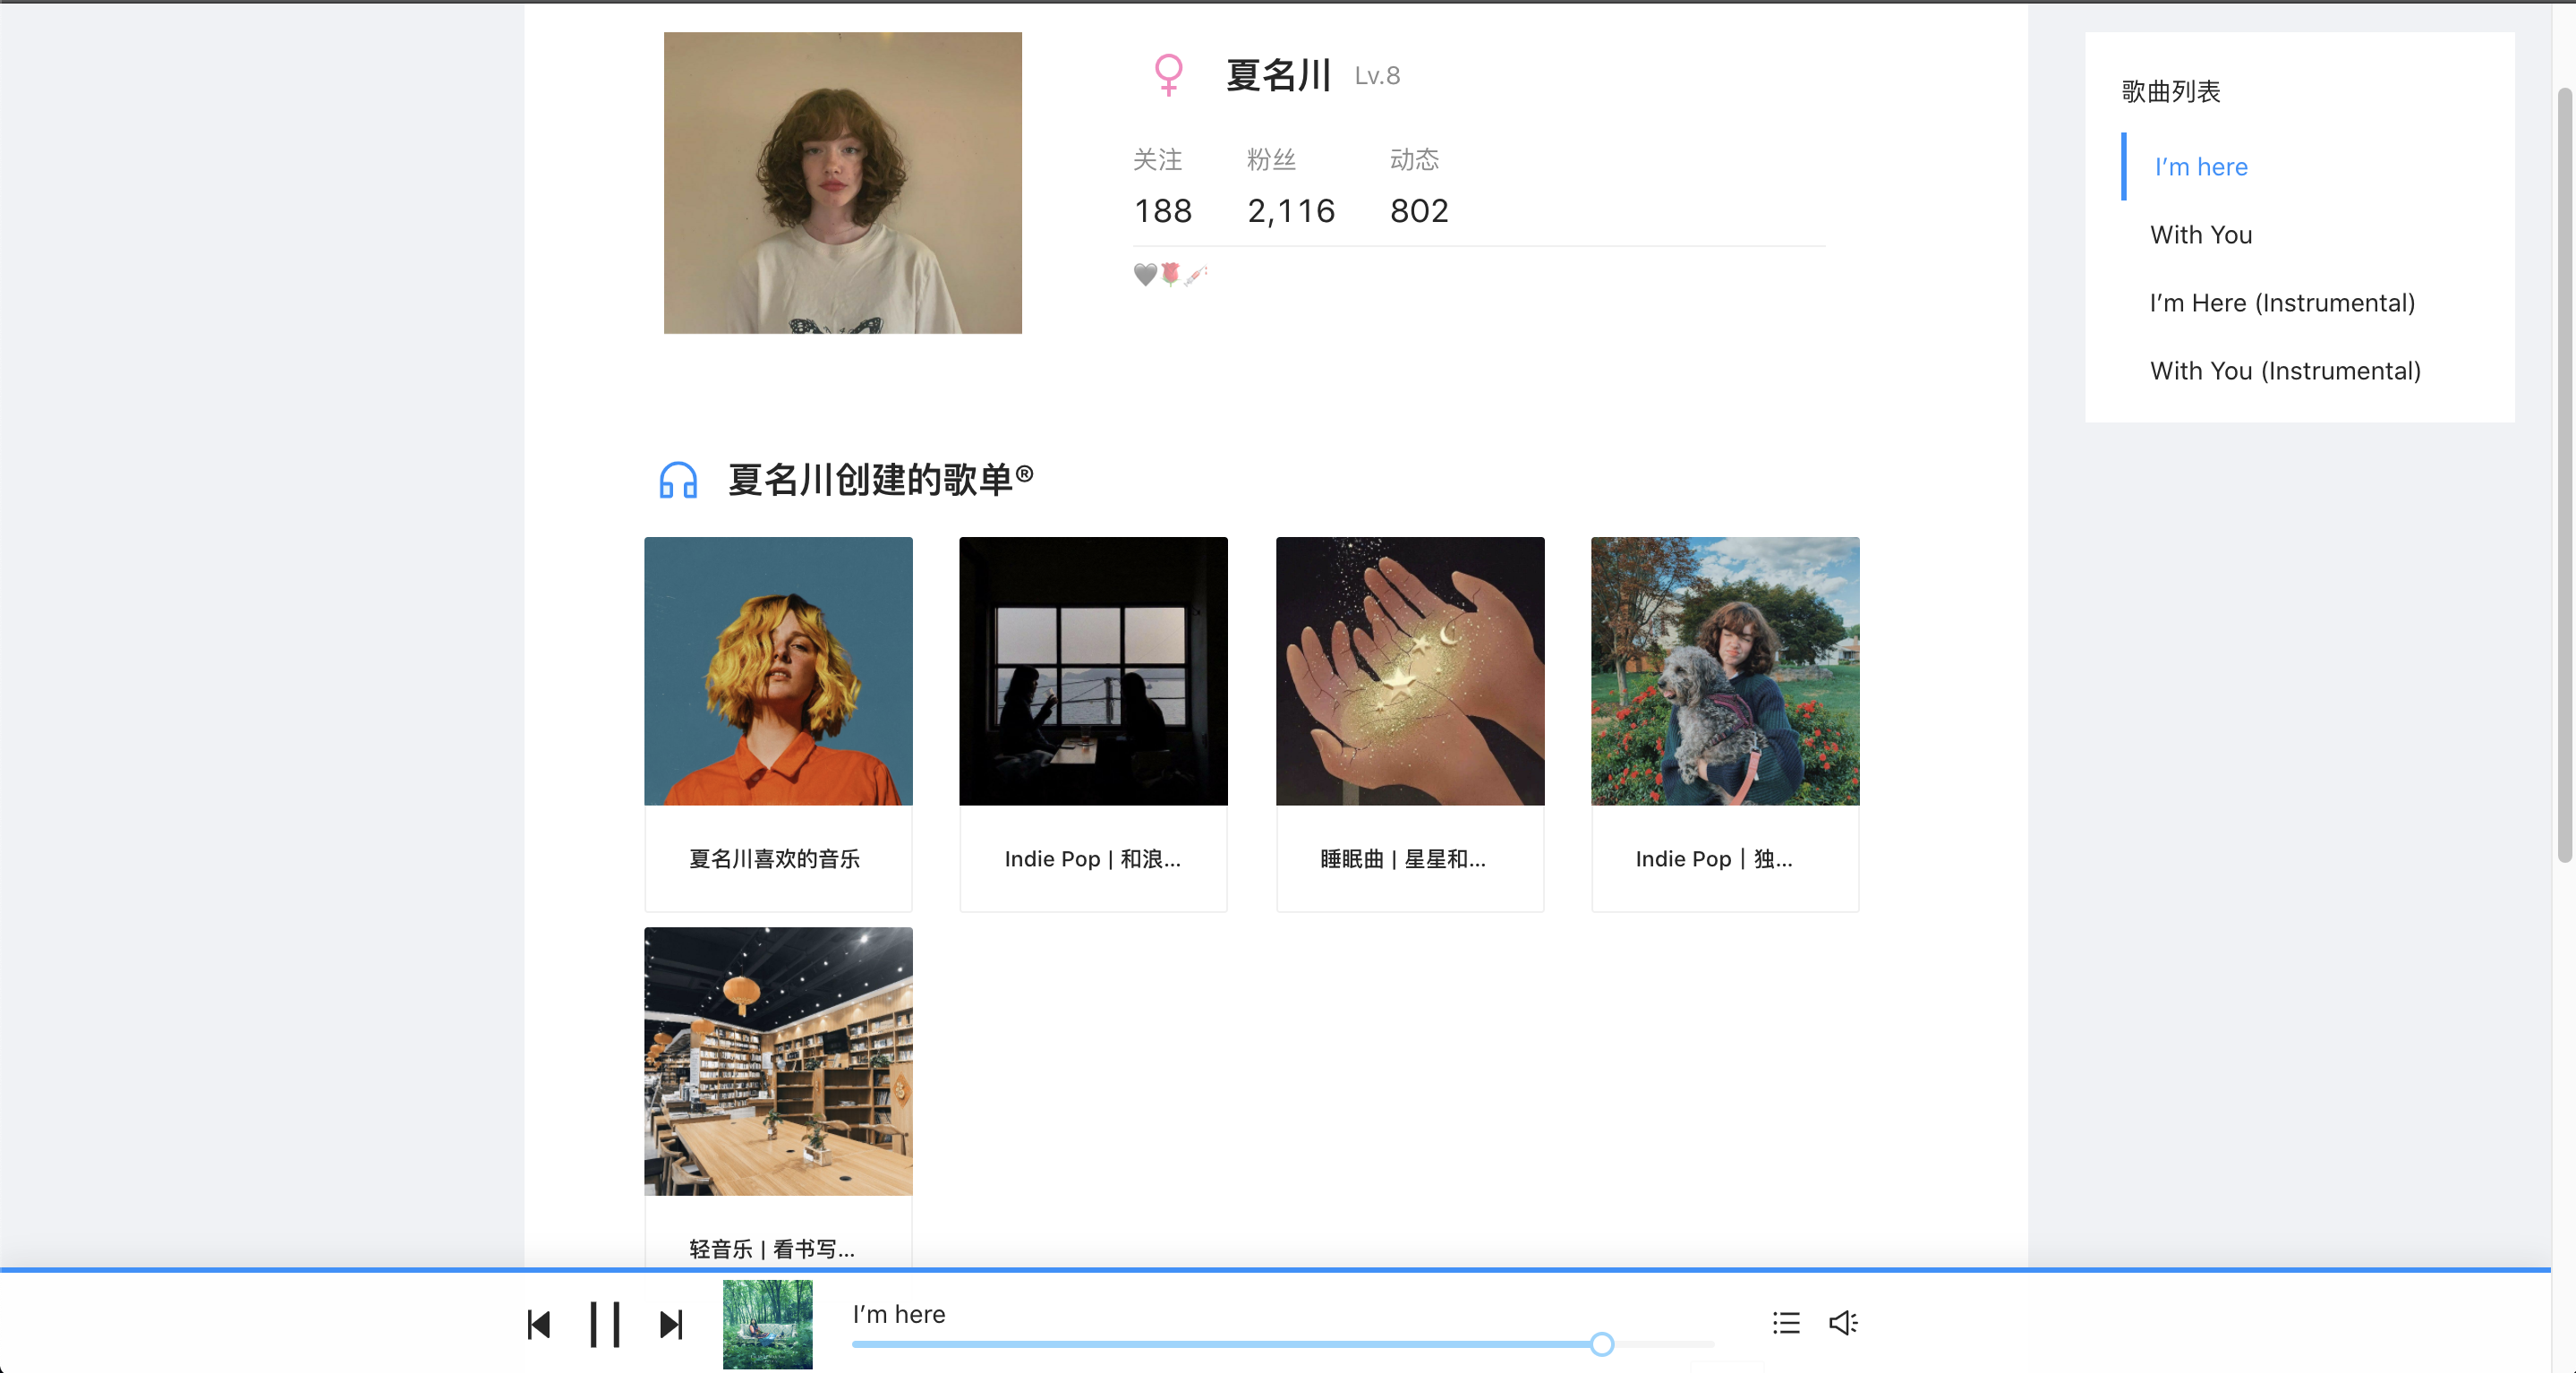 夏名川 Lv.8
关注 粉丝 动态
188 2,116 802
🖤🌹💉
夏名川创建的歌单®
夏名川喜欢的音乐
Indie Pop | 和浪...
睡眠曲 | 星星和...
Indie Pop｜独...
轻音乐 | 看书写...
歌曲列表
I’m here
With You
I’m Here (Instrumental)
With You (Instrumental)
I’m here